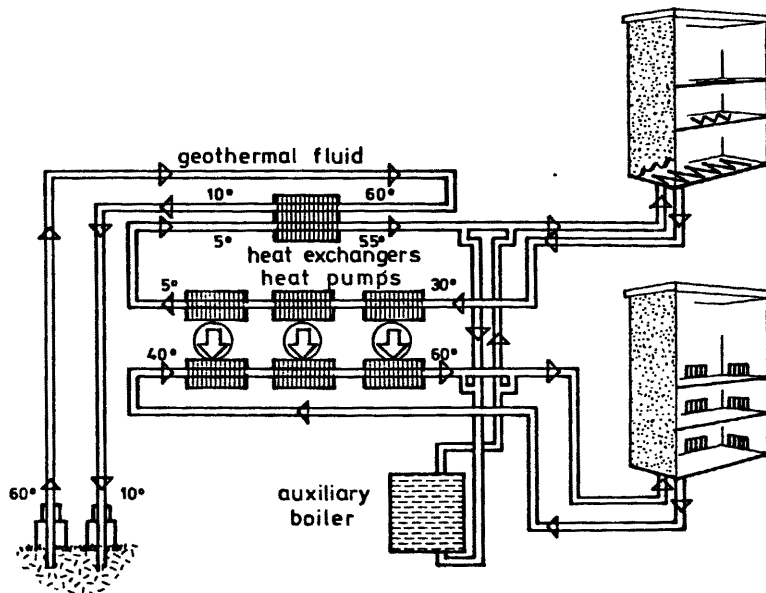 geothermal fluid
10° 60°
5° 55°
heat exchangers
heat pumps
5° 30°
40° 60°
60° 10°
auxiliary
boiler